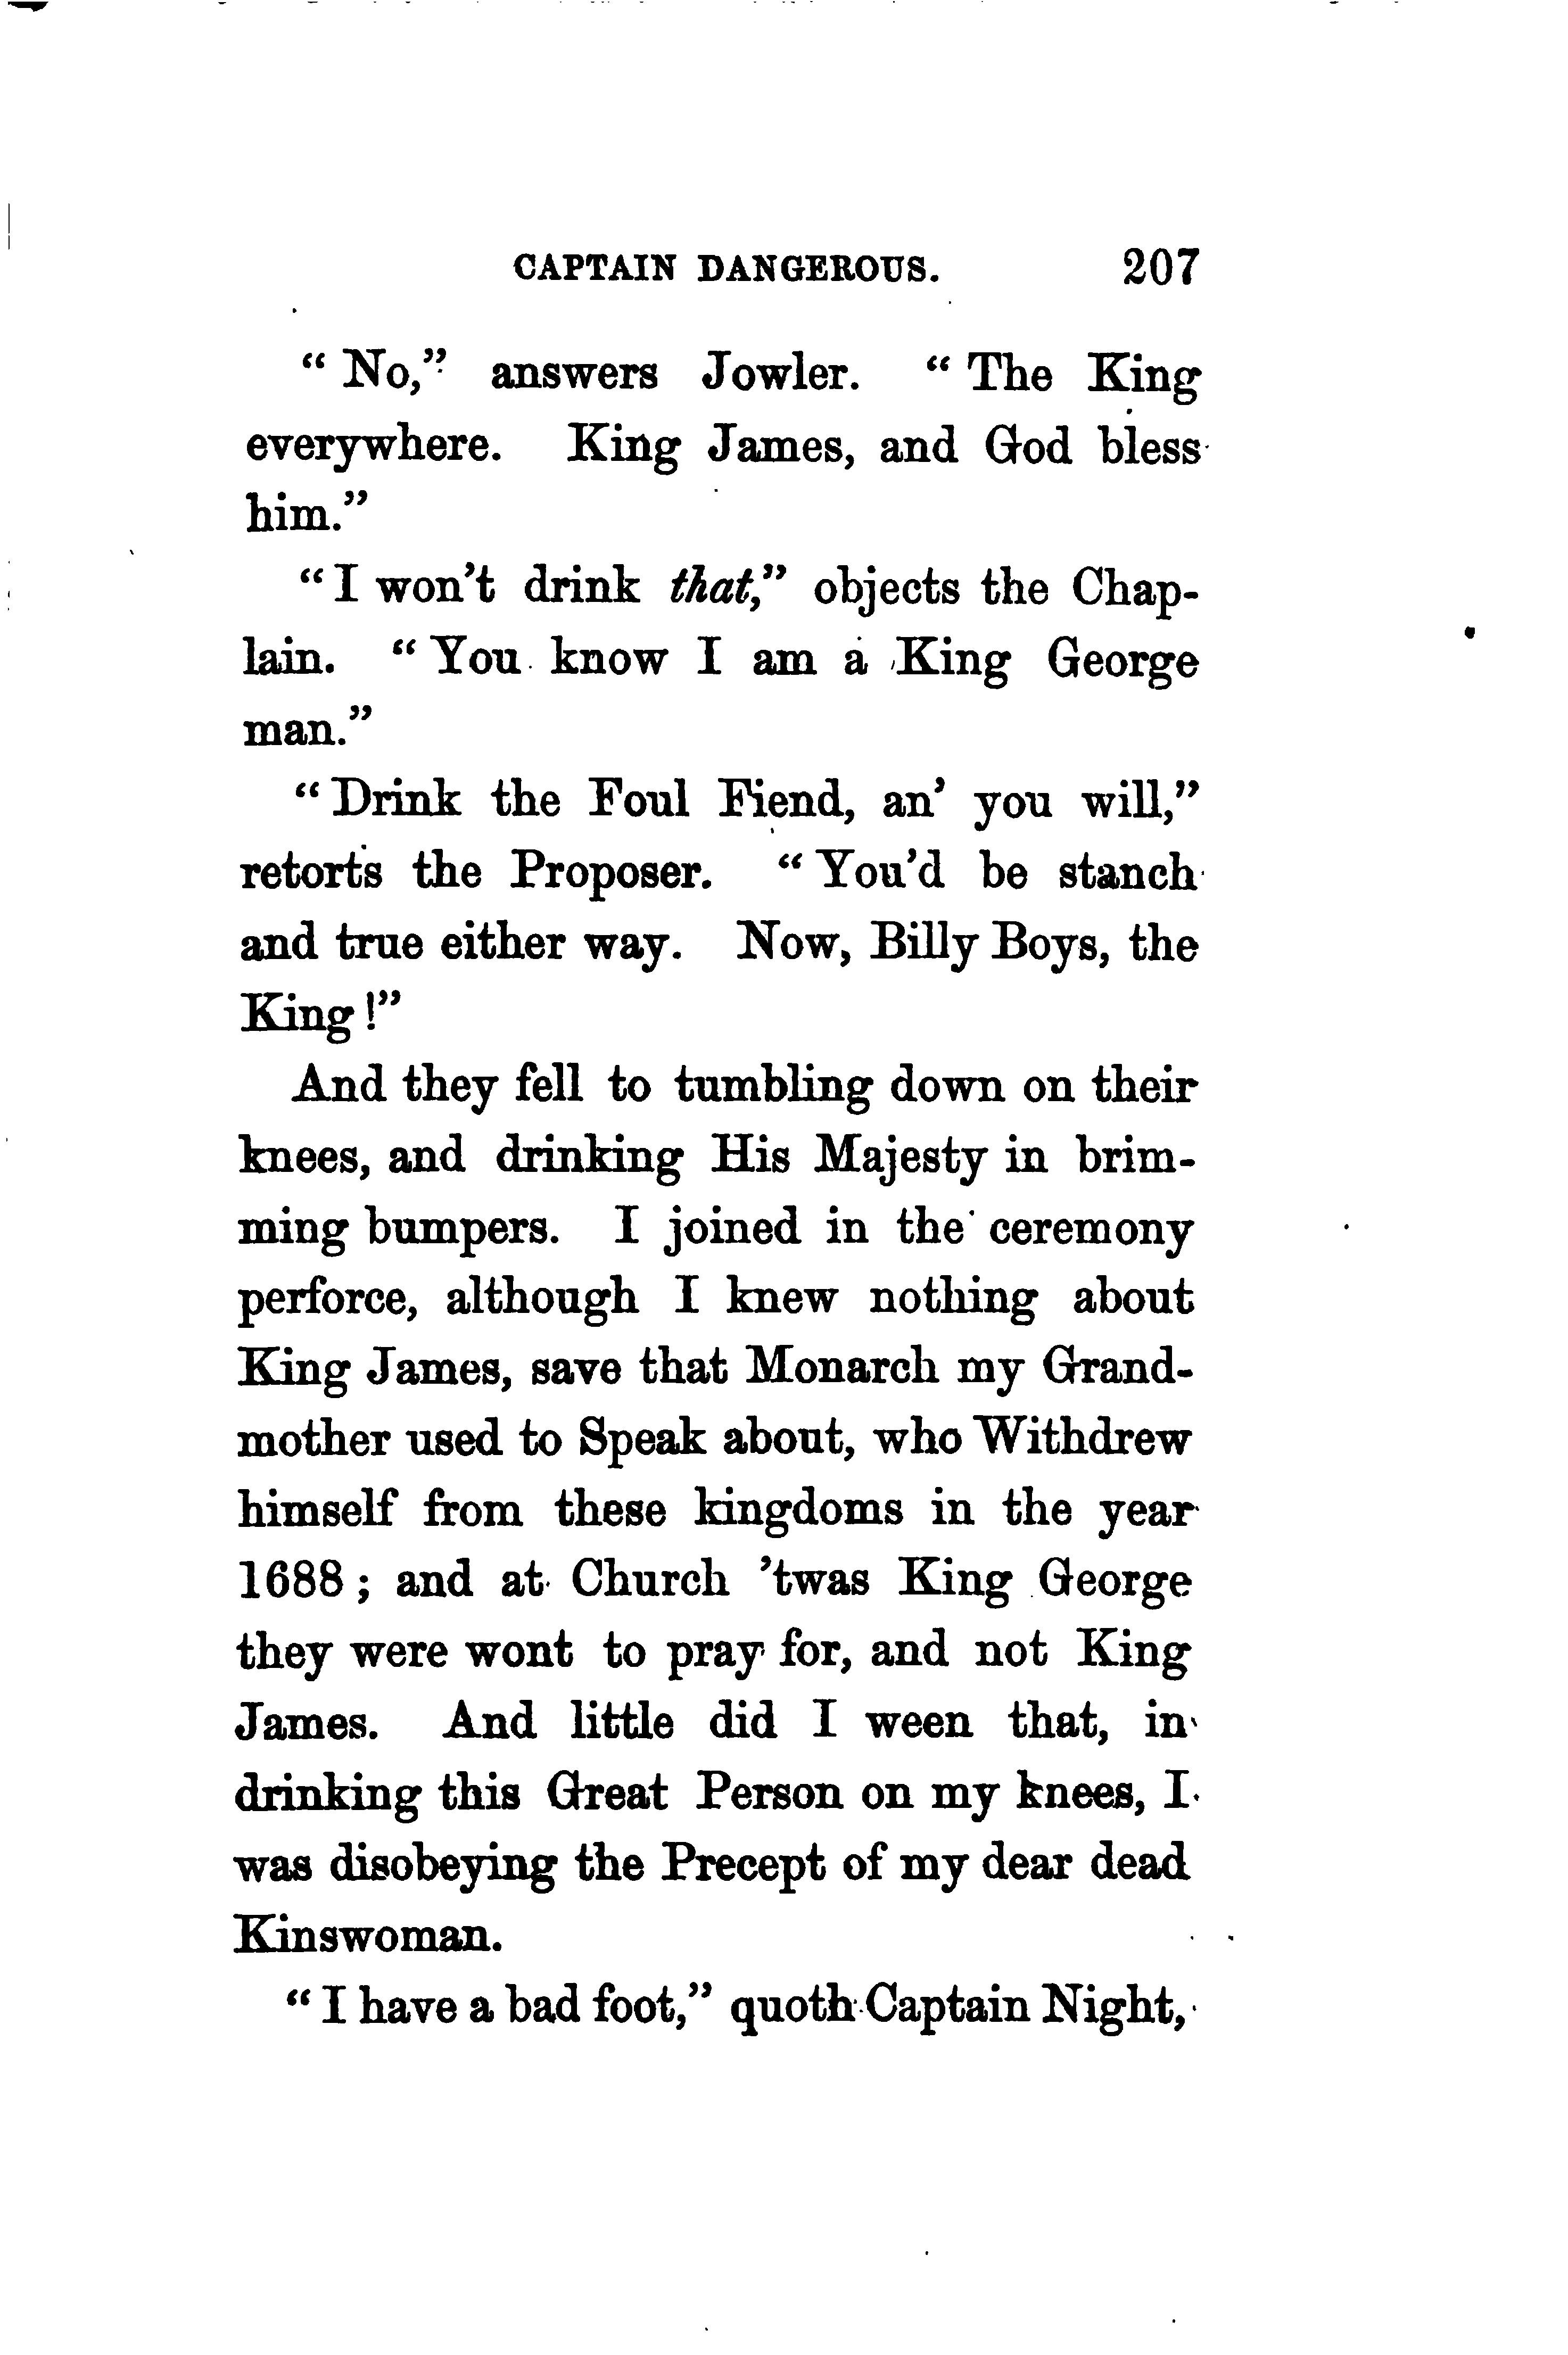 CAPTAIN DANGEROUS. 207
“No,” answers Jowler. “The King
everywhere. King James, and God bless
him.”
“I won’t drink that,” objects the Chap-
lain. “You know I am a King George
man.”
“Drink the Foul Fiend, an’ you will,”
retorts the Proposer. “You’d be stanch
and true either way. Now, Billy Boys, the
King!”
And they fell to tumbling down on their
knees, and drinking His Majesty in brim-
ming bumpers. I joined in the ceremony
perforce, although I knew nothing about
King James, save that Monarch my Grand-
mother used to Speak about, who Withdrew
himself from these kingdoms in the year
1688; and at Church ’twas King George
they were wont to pray for, and not King
James. And little did I ween that, in
drinking this Great Person on my knees, I
was disobeying the Precept of my dear dead
Kinswoman.
“I have a bad foot,” quoth Captain Night,